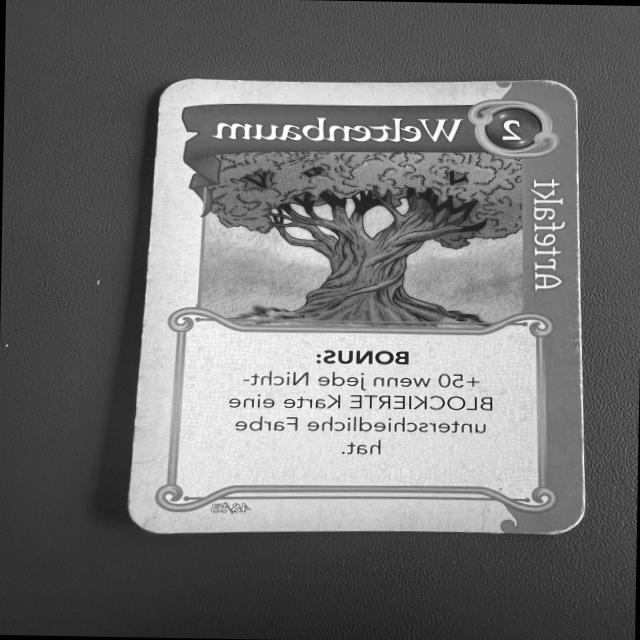 2
Weltenbaum
Artefakt
BONUS:
+50 wenn jede Nicht-
BLOCKIERTE Karte eine
unterschiedliche Farbe
hat.